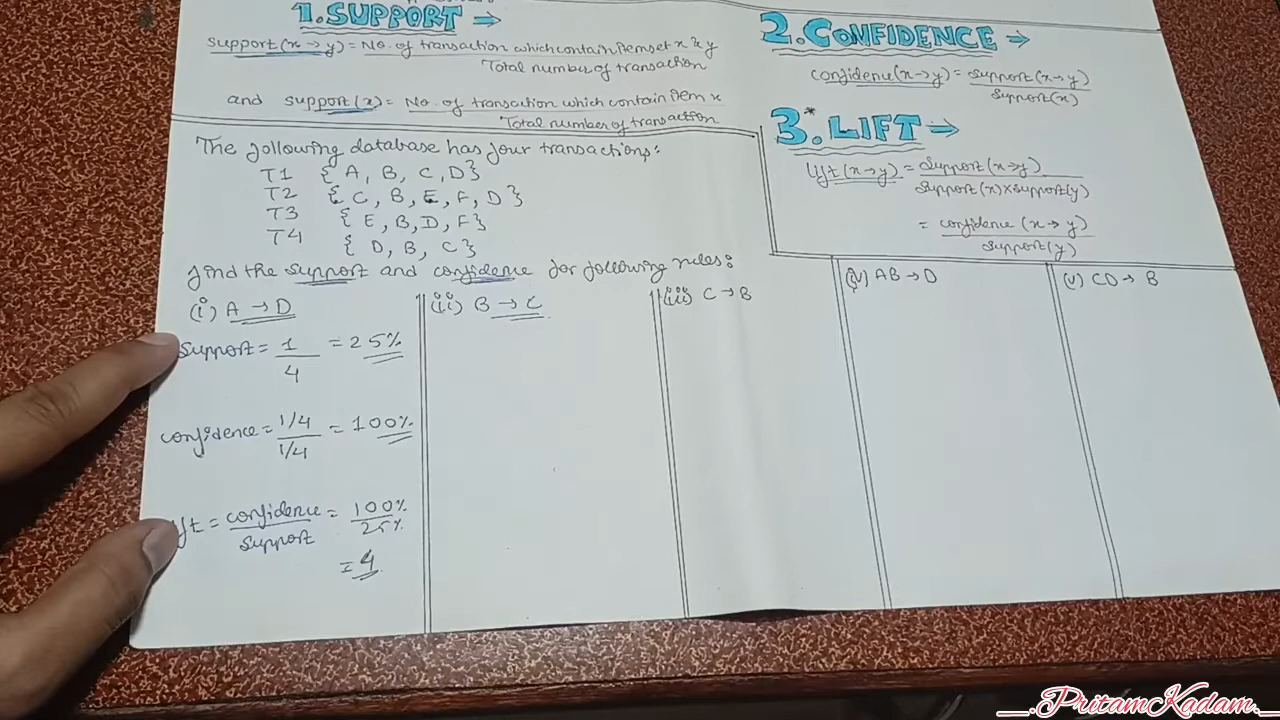 1.SUPPORT →
support(x → y) = No. of transaction which contain itemset x & y
Total number of transaction
and support(x) = No. of transaction which contain item x
Total number of transaction
2.CONFIDENCE →
confidence(x → y) = support(x → y)
support(x)
3.*LIFT →
lift(x → y) = support(x → y)
support(x) x support(y)
= confidence (x → y)
support(y)
The following database has four transactions:
T1 { A, B, C, D}
T2 { C, B, E, F, D}
T3 { E, B, D, F}
T4 { D, B, C}
find the support and confidence for following rules:
(i) A → D
support = 1 = 25%
4
confidence = 1/4 = 100%
1/4
confidence = 100%
support 25%
= 4
(ii) B → C
(iii) C → B
(iv) AB → D
(v) CD → B
_._PritamKadam._